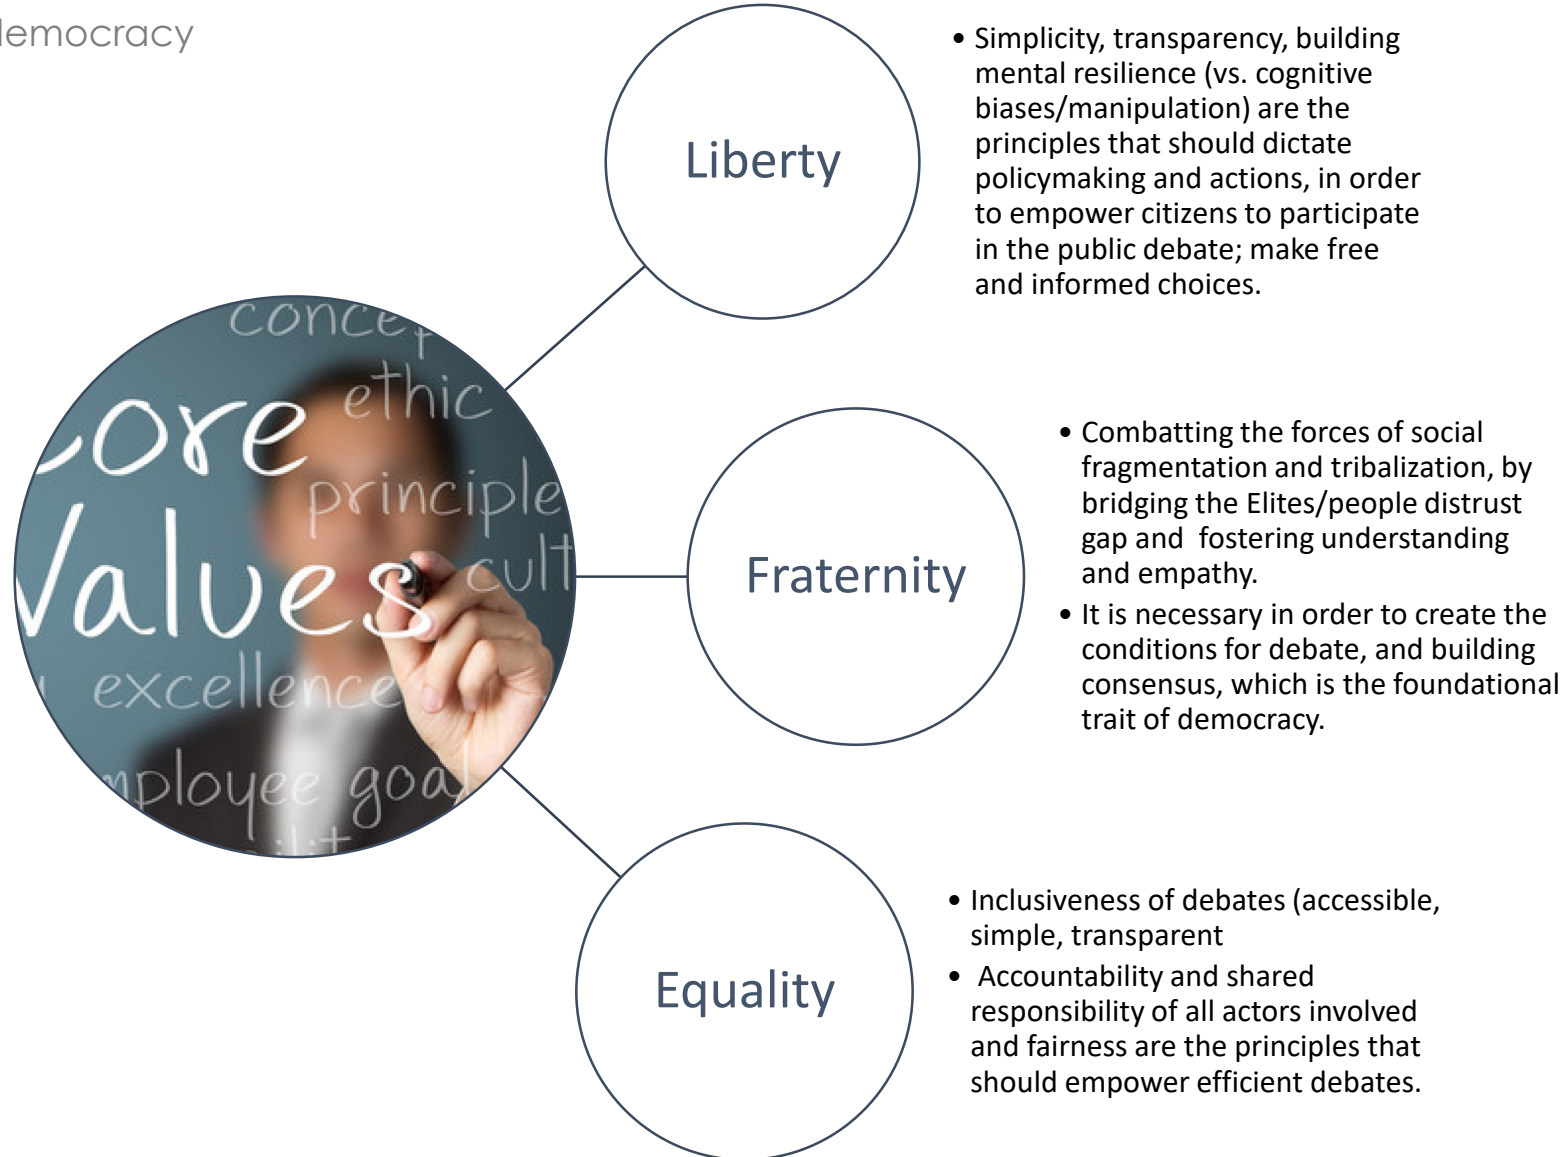 democracy
Liberty
• Simplicity, transparency, building
mental resilience (vs. cognitive
biases/manipulation) are the
principles that should dictate
policymaking and actions, in order
to empower citizens to participate
in the public debate; make free
and informed choices.
concep
ethic
ore
principle
Values
cult
excellence
mployee goal
Fraternity
• Combatting the forces of social
fragmentation and tribalization, by
bridging the Elites/people distrust
gap and fostering understanding
and empathy.
• It is necessary in order to create the
conditions for debate, and building
consensus, which is the foundational
trait of democracy.
Equality
• Inclusiveness of debates (accessible,
simple, transparent
• Accountability and shared
responsibility of all actors involved
and fairness are the principles that
should empower efficient debates.